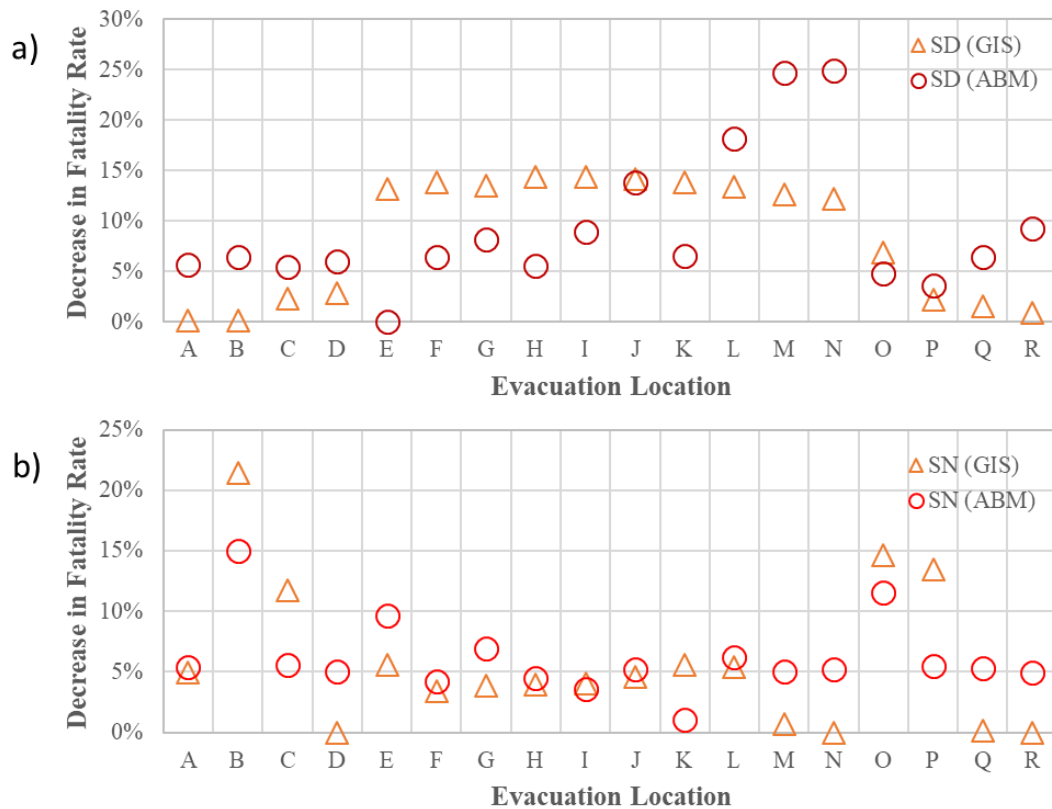 a)
Decrease in Fatality Rate
30%
25%
20%
15%
10%
5%
0%
SD (GIS)
SD (ABM)
A B C D E F G H I J K L M N O P Q R
Evacuation Location
b)
Decrease in Fatality Rate
25%
20%
15%
10%
5%
0%
SN (GIS)
SN (ABM)
A B C D E F G H I J K L M N O P Q R
Evacuation Location